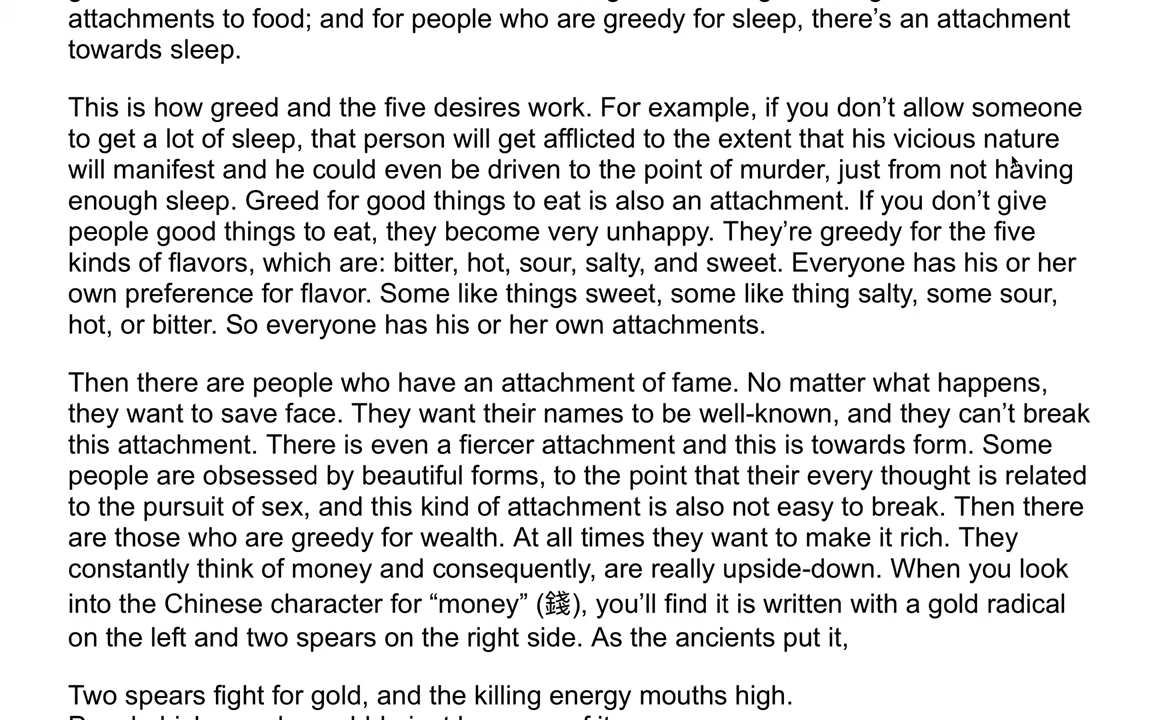 attachments to food; and for people who are greedy for sleep, there’s an attachment
towards sleep.
This is how greed and the five desires work. For example, if you don’t allow someone
to get a lot of sleep, that person will get afflicted to the extent that his vicious nature
will manifest and he could even be driven to the point of murder, just from not having
enough sleep. Greed for good things to eat is also an attachment. If you don’t give
people good things to eat, they become very unhappy. They’re greedy for the five
kinds of flavors, which are: bitter, hot, sour, salty, and sweet. Everyone has his or her
own preference for flavor. Some like things sweet, some like thing salty, some sour,
hot, or bitter. So everyone has his or her own attachments.
Then there are people who have an attachment of fame. No matter what happens,
they want to save face. They want their names to be well-known, and they can’t break
this attachment. There is even a fiercer attachment and this is towards form. Some
people are obsessed by beautiful forms, to the point that their every thought is related
to the pursuit of sex, and this kind of attachment is also not easy to break. Then there
are those who are greedy for wealth. At all times they want to make it rich. They
constantly think of money and consequently, are really upside-down. When you look
into the Chinese character for “money” (錢), you’ll find it is written with a gold radical
on the left and two spears on the right side. As the ancients put it,
Two spears fight for gold, and the killing energy mouths high.